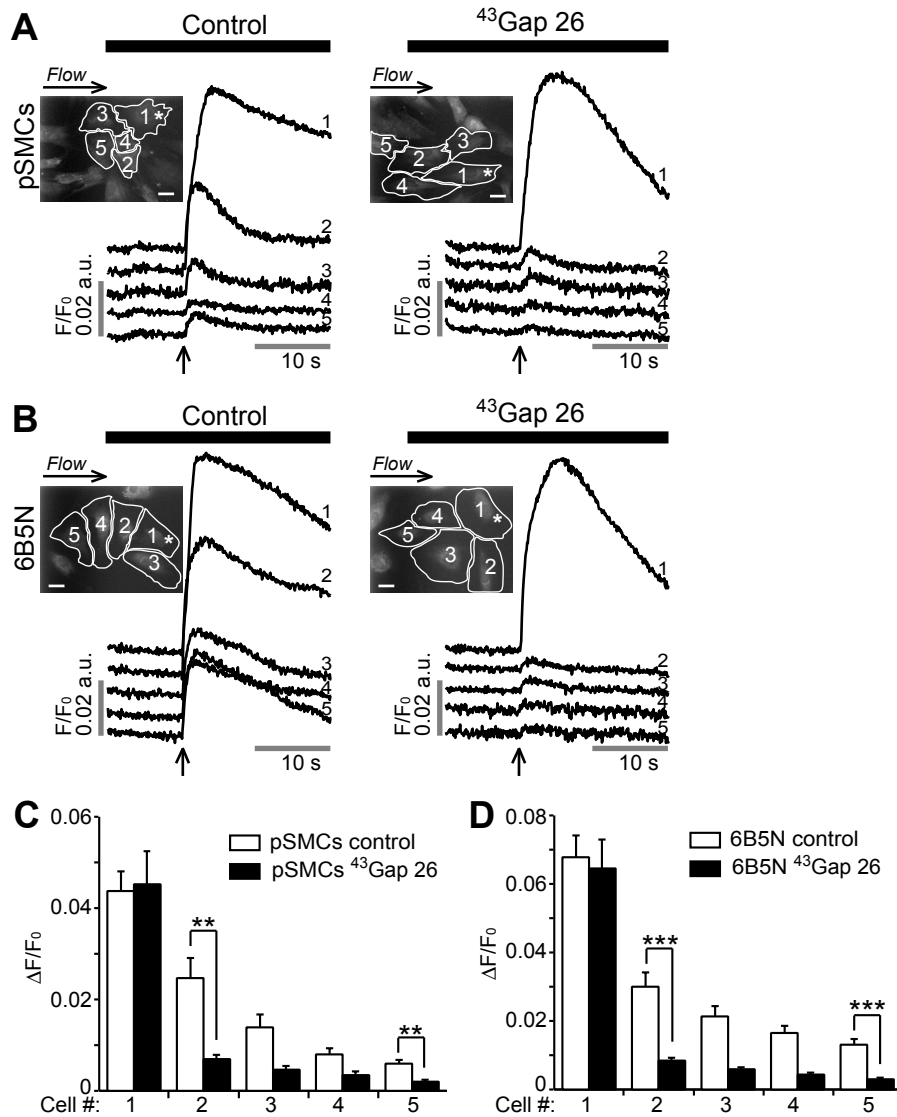 A
Control
⁴³Gap 26
pSMCs
Flow
3
1
*
4
5
2
1
2
3
4
5
F/F₀
0.02 a.u.
10 s
Flow
5
3
2
1
*
4
1
2
3
4
5
F/F₀
0.02 a.u.
10 s
B
Control
⁴³Gap 26
6B5N
Flow
5
4
2
1
*
3
1
2
3
4
5
F/F₀
0.02 a.u.
10 s
Flow
4
1
*
5
3
2
1
2
3
4
5
F/F₀
0.02 a.u.
10 s
C
0.06
0.04
0.02
0
ΔF/F₀
pSMCs control
pSMCs ⁴³Gap 26
**
**
Cell #: 1 2 3 4 5
D
0.08
0.06
0.04
0.02
0
ΔF/F₀
6B5N control
6B5N ⁴³Gap 26
***
***
Cell #: 1 2 3 4 5